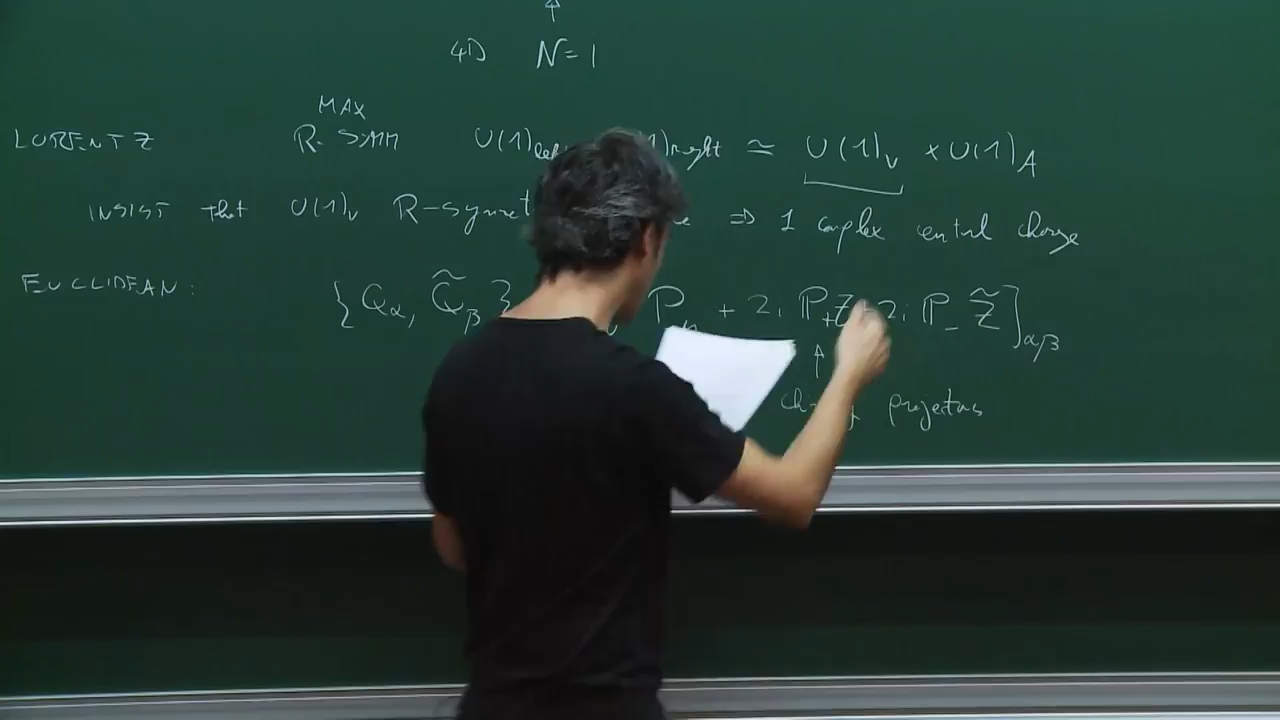 4D N=1
MAX
LORENTZ R-SYMM U(1)left )right ≃ U(1)V × U(1)A
INSIST that U(1)V R-symmet ⇒ 1 complex central charge
EUCLIDEAN: {Qα, Q̃β } Pμ + 2i P+ Z + 2i P- Z̃]αβ
↑
projectors